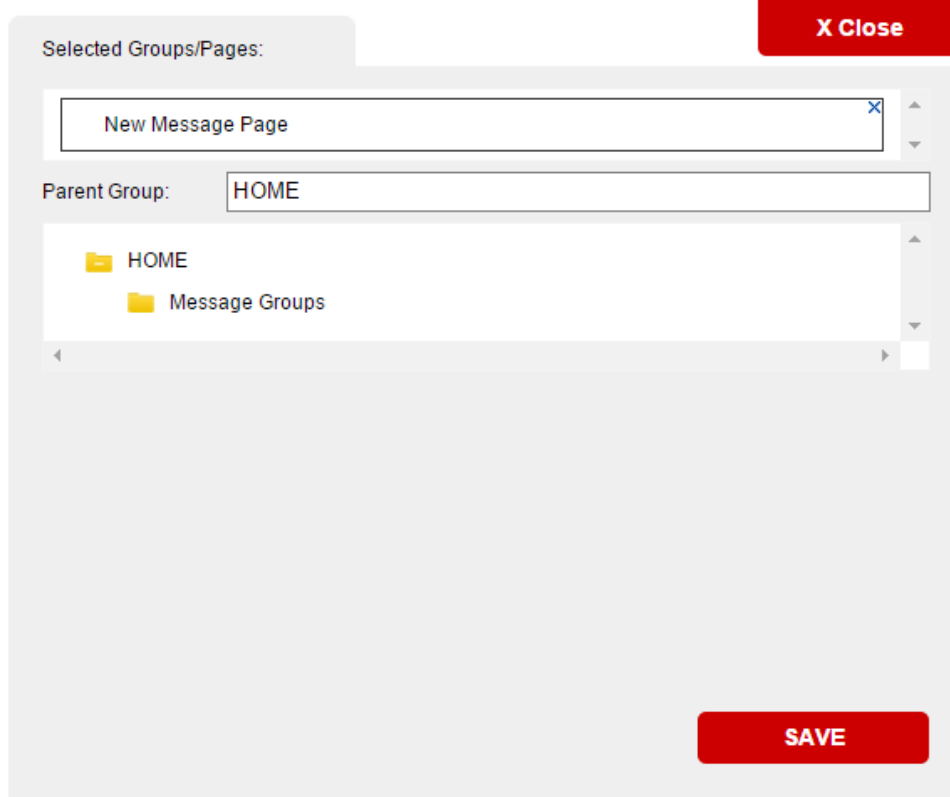 X Close
Selected Groups/Pages:
New Message Page
Parent Group: HOME
HOME
Message Groups
SAVE